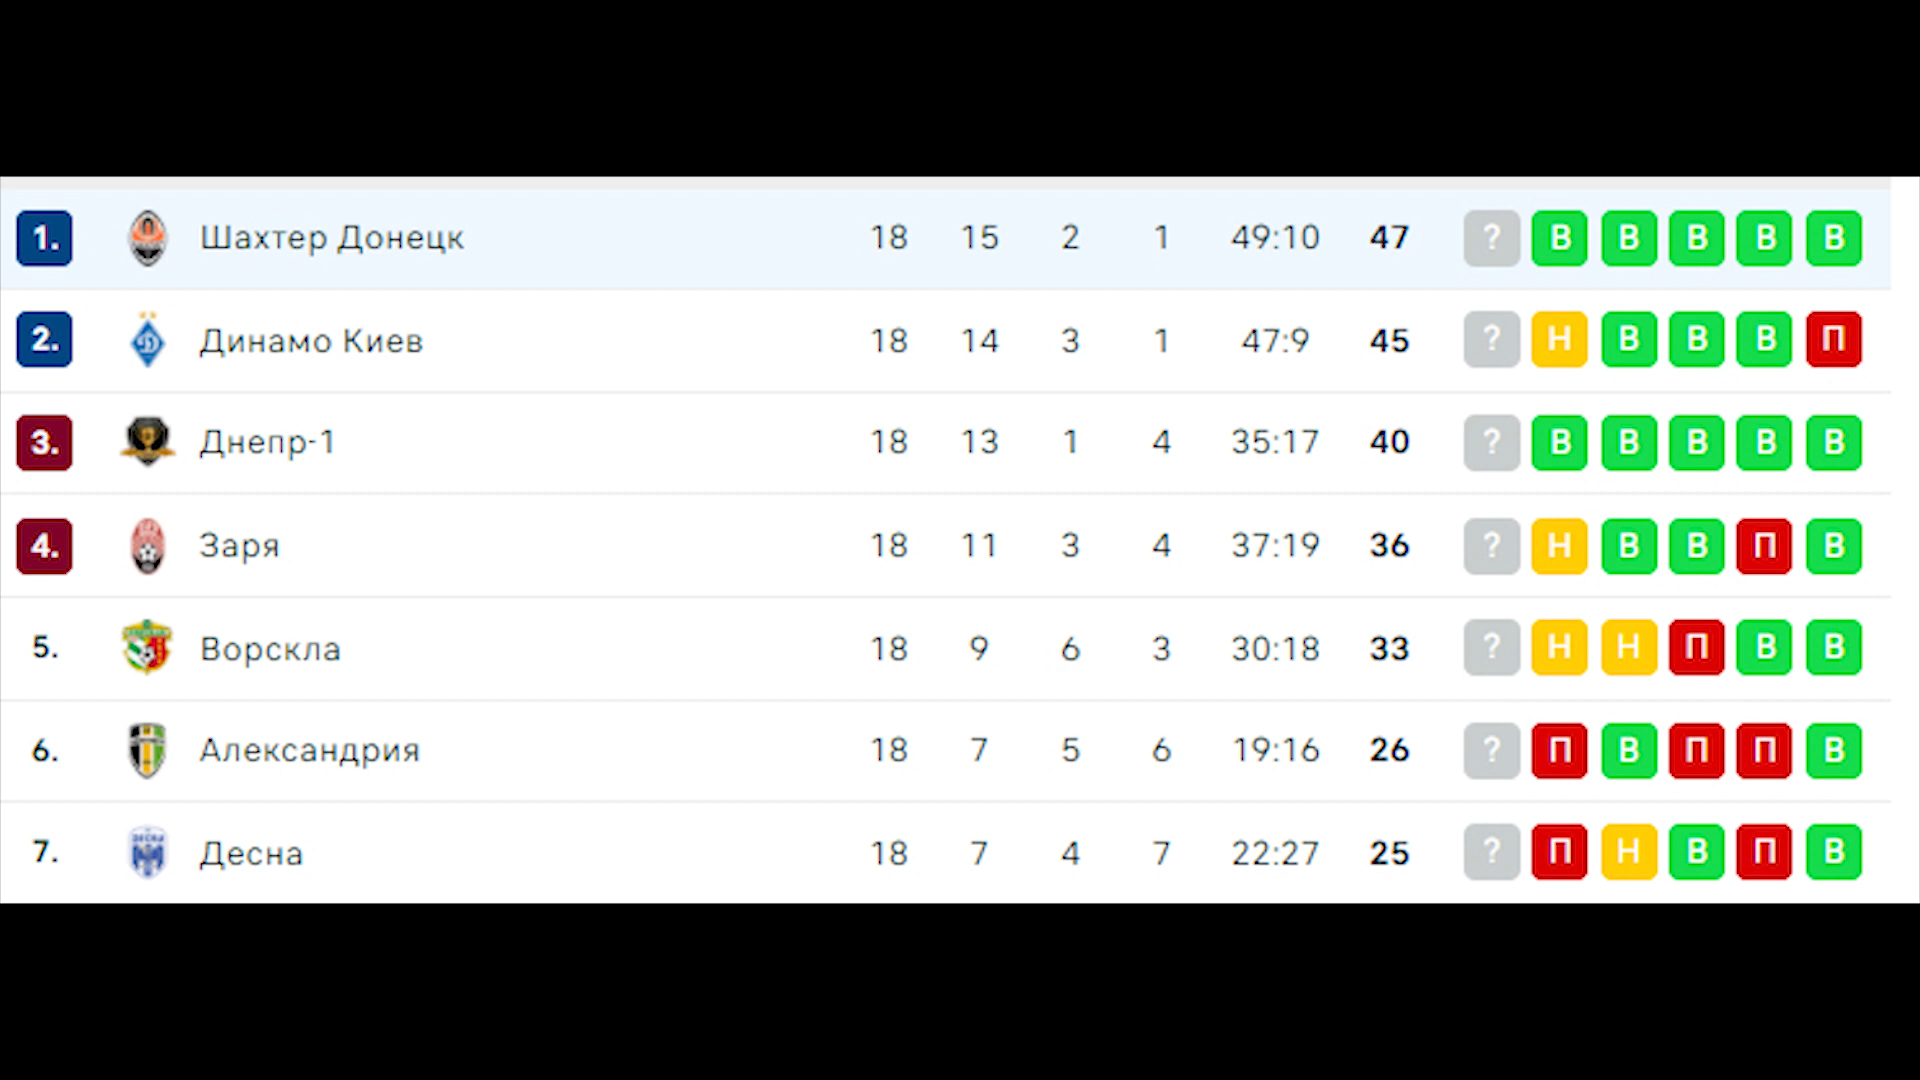 1. Шахтер Донецк 18 15 2 1 49:10 47 ? В В В В В
2. Динамо Киев 18 14 3 1 47:9 45 ? Н В В В П
3. Днепр-1 18 13 1 4 35:17 40 ? В В В В В
4. Заря 18 11 3 4 37:19 36 ? Н В В П В
5. Ворскла 18 9 6 3 30:18 33 ? Н Н П В В
6. Александрия 18 7 5 6 19:16 26 ? П В П П В
7. Десна 18 7 4 7 22:27 25 ? П Н В П В